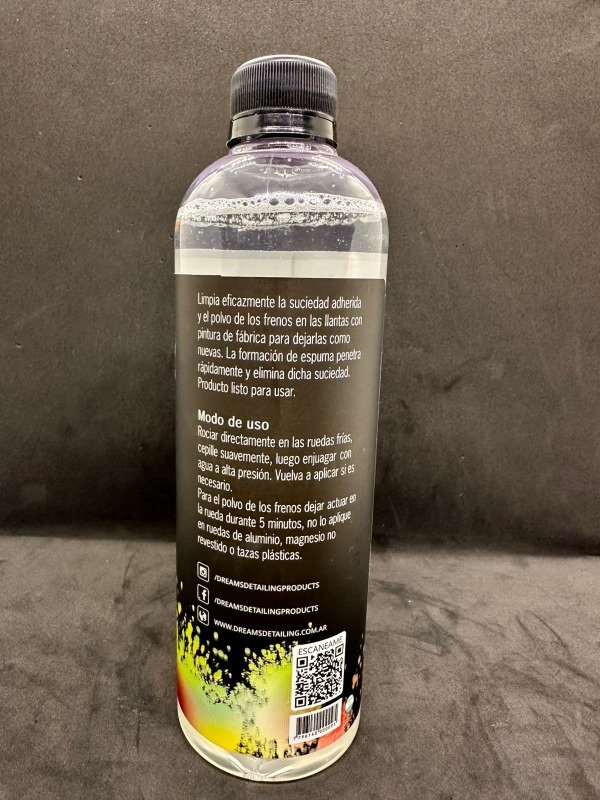 Limpia eficazmente la suciedad adherida
y el polvo de los frenos en las llantas con
pintura de fábrica para dejarlas como
nuevas. La formación de espuma penetra
rápidamente y elimina dicha suciedad.
Producto listo para usar.
Modo de uso
Rociar directamente en las ruedas frías,
cepille suavemente, luego enjuagar con
agua a alta presión. Vuelva a aplicar si es
necesario.
Para el polvo de los frenos dejar actuar en
la rueda durante 5 minutos, no lo aplique
en ruedas de aluminio, magnesio no
revestido o tazas plásticas.
/DREAMSDETAILINGPRODUCTS
/DREAMSDETAILINGPRODUCTS
WWW.DREAMSDETAILING.COM.AR
ESCANEAME